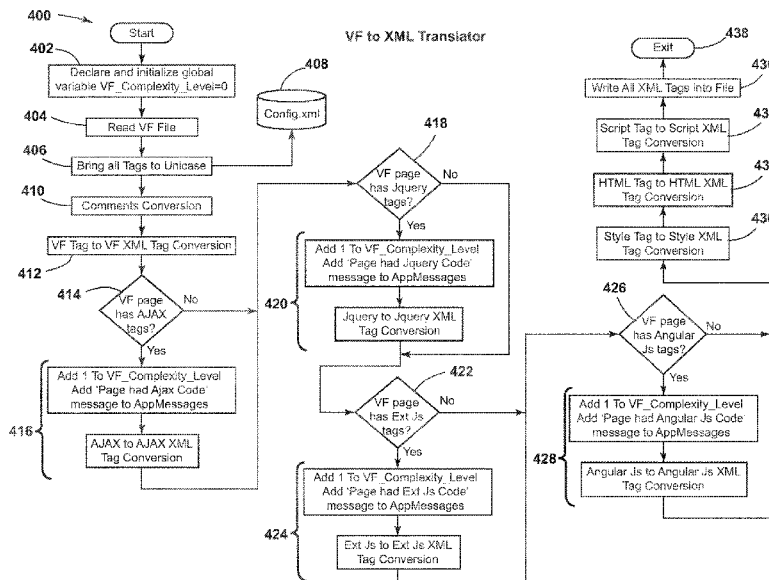 400
VF to XML Translator
Start
402
Declare and initialize global
variable VF_Complexity_Level=0
404
Read VF File
406
Bring all Tags to Unicase
408
Config.xml
410
Comments Conversion
VF Tag to VF XML Tag Conversion
412
414
VF page
has AJAX
tags?
No
Yes
416
Add 1 To VF_Complexity_Level
Add 'Page had Ajax Code'
message to AppMessages
AJAX to AJAX XML
Tag Conversion
418
VF page
has Jquery
tags?
No
Yes
420
Add 1 To VF_Complexity_Level
Add 'Page had Jquery Code'
message to AppMessages
Jquery to Jquery XML
Tag Conversion
422
VF page
has Ext Js
tags?
No
Yes
424
Add 1 To VF_Complexity_Level
Add 'Page had Ext Js Code'
message to AppMessages
Ext Js to Ext Js XML
Tag Conversion
426
VF page
has Angular
Js tags?
No
Yes
428
Add 1 To VF_Complexity_Level
Add 'Page had Angular Js Code'
message to AppMessages
Angular Js to Angular Js XML
Tag Conversion
Style Tag to Style XML
Tag Conversion
HTML Tag to HTML XML
Tag Conversion
Script Tag to Script XML
Tag Conversion
Write All XML Tags into File
Exit
438